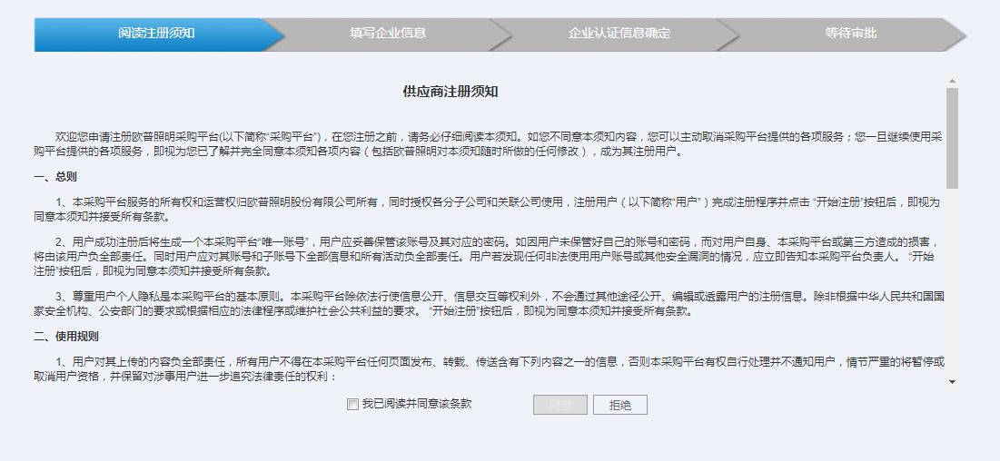 阅读注册须知 填写企业信息 企业认证信息确定 等待审批
供应商注册须知
欢迎您申请注册欧普照明采购平台(以下简称“采购平台”)，在您注册之前，请务必仔细阅读本须知。如您不同意本须知内容，您可以主动取消采购平台提供的各项服务；您一旦继续使用采
购平台提供的各项服务，即视为您已了解并完全同意本须知各项内容（包括欧普照明对本须知随时所做的任何修改），成为其注册用户。
一、总则
1、本采购平台服务的所有权和运营权归欧普照明股份有限公司所有，同时授权各分子公司和关联公司使用，注册用户（以下简称“用户”）完成注册程序并点击 “开始注册”按钮后，即视为
同意本须知并接受所有条款。
2、用户成功注册后将生成一个本采购平台“唯一账号”，用户应妥善保管该账号及其对应的密码。如因用户未保管好自己的账号和密码，而对用户自身、本采购平台或第三方造成的损害，
将由该用户负全部责任。同时用户应对其账号和子账号下全部信息和所有活动负全部责任。用户若发现任何非法使用用户账号或其他安全漏洞的情况，应立即告知本采购平台负责人。 “开始
注册”按钮后，即视为同意本须知并接受所有条款。
3、尊重用户个人隐私是本采购平台的基本原则。本采购平台除依法行使信息公开、信息交互等权利外，不会通过其他途径公开、编辑或透露用户的注册信息。除非根据中华人民共和国国
家安全机构、公安部门的要求或根据相应的法律程序或维护社会公共利益的要求。 “开始注册”按钮后，即视为同意本须知并接受所有条款。
二、使用规则
1、用户对其上传的内容负全部责任，所有用户不得在本采购平台任何页面发布、转载、传送含有下列内容之一的信息，否则本采购平台有权自行处理并不通知用户，情节严重的将暂停或
取消用户资格，并保留对涉事用户进一步追究法律责任的权利：
我已阅读并同意该条款 同意 拒绝